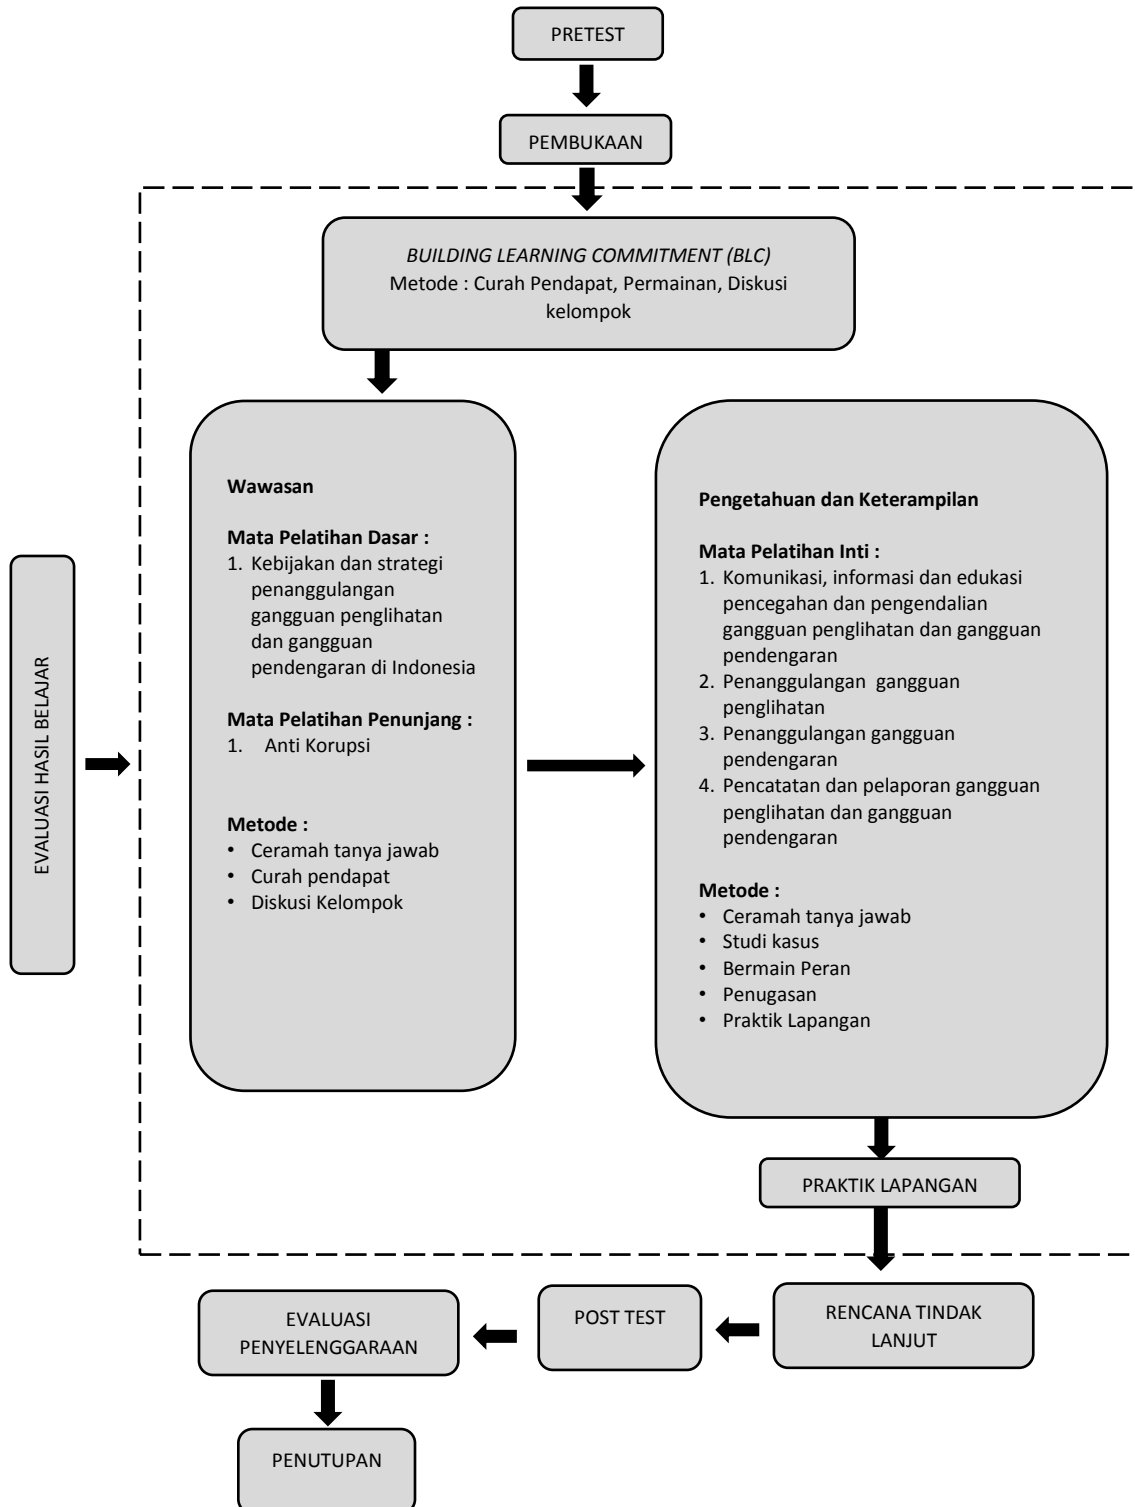 PRETEST
PEMBUKAAN
BUILDING LEARNING COMMITMENT (BLC)
Metode : Curah Pendapat, Permainan, Diskusi
kelompok
EVALUASI HASIL BELAJAR
Wawasan
Mata Pelatihan Dasar :
1. Kebijakan dan strategi
penanggulangan
gangguan penglihatan
dan gangguan
pendengaran di Indonesia
Mata Pelatihan Penunjang :
1. Anti Korupsi
Metode :
• Ceramah tanya jawab
• Curah pendapat
• Diskusi Kelompok
Pengetahuan dan Keterampilan
Mata Pelatihan Inti :
1. Komunikasi, informasi dan edukasi
pencegahan dan pengendalian
gangguan penglihatan dan gangguan
pendengaran
2. Penanggulangan gangguan
penglihatan
3. Penanggulangan gangguan
pendengaran
4. Pencatatan dan pelaporan gangguan
penglihatan dan gangguan
pendengaran
Metode :
• Ceramah tanya jawab
• Studi kasus
• Bermain Peran
• Penugasan
• Praktik Lapangan
PRAKTIK LAPANGAN
RENCANA TINDAK
LANJUT
POST TEST
EVALUASI
PENYELENGGARAAN
PENUTUPAN